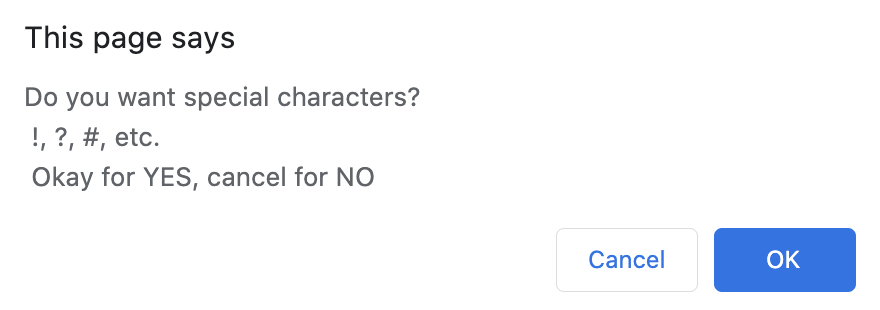 This page says
Do you want special characters?
!, ?, #, etc.
Okay for YES, cancel for NO
Cancel
OK